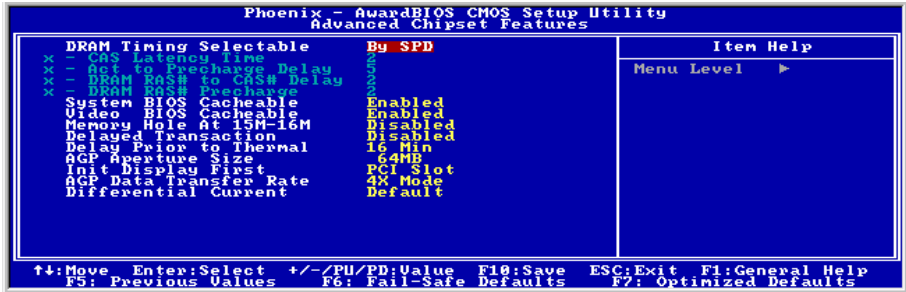 Phoenix - AwardBIOS CMOS Setup Utility
Advanced Chipset Features
DRAM Timing Selectable By SPD
x - CAS Latency Time 2
x - Act to Precharge Delay 5
x - DRAM RAS# to CAS# Delay 2
x - DRAM RAS# Precharge 2
System BIOS Cacheable Enabled
Video BIOS Cacheable Enabled
Memory Hole At 15M-16M Disabled
Delayed Transaction Disabled
Delay Prior to Thermal 16 Min
AGP Aperture Size 64MB
Init Display First PCI Slot
AGP Data Transfer Rate 4X Mode
Differential Current Default
Item Help
Menu Level ▶
↑↓:Move Enter:Select +/-/PU/PD:Value F10:Save ESC:Exit F1:General Help
F5: Previous Values F6: Fail-Safe Defaults F7: Optimized Defaults